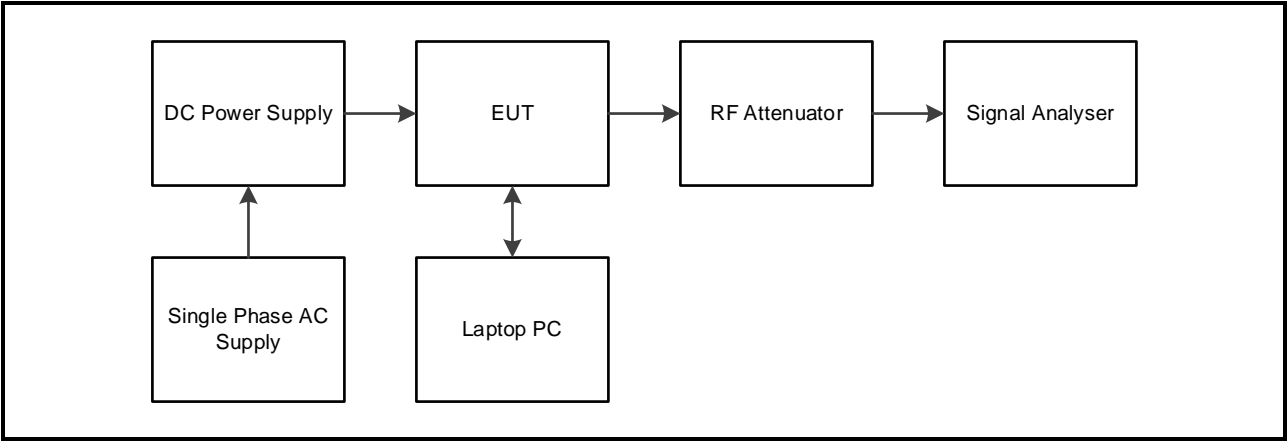 DC Power Supply
EUT
RF Attenuator
Signal Analyser
Single Phase AC
Supply
Laptop PC